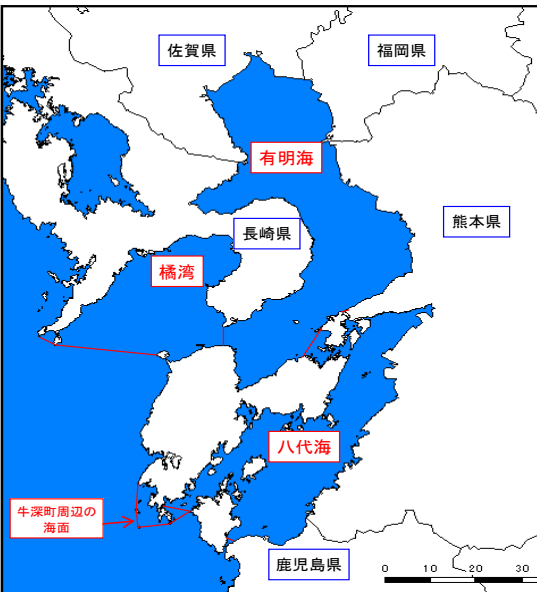 佐賀県
福岡県
有明海
長崎県
熊本県
橘湾
八代海
牛深町周辺の
海面
鹿児島県
0 10 20 30